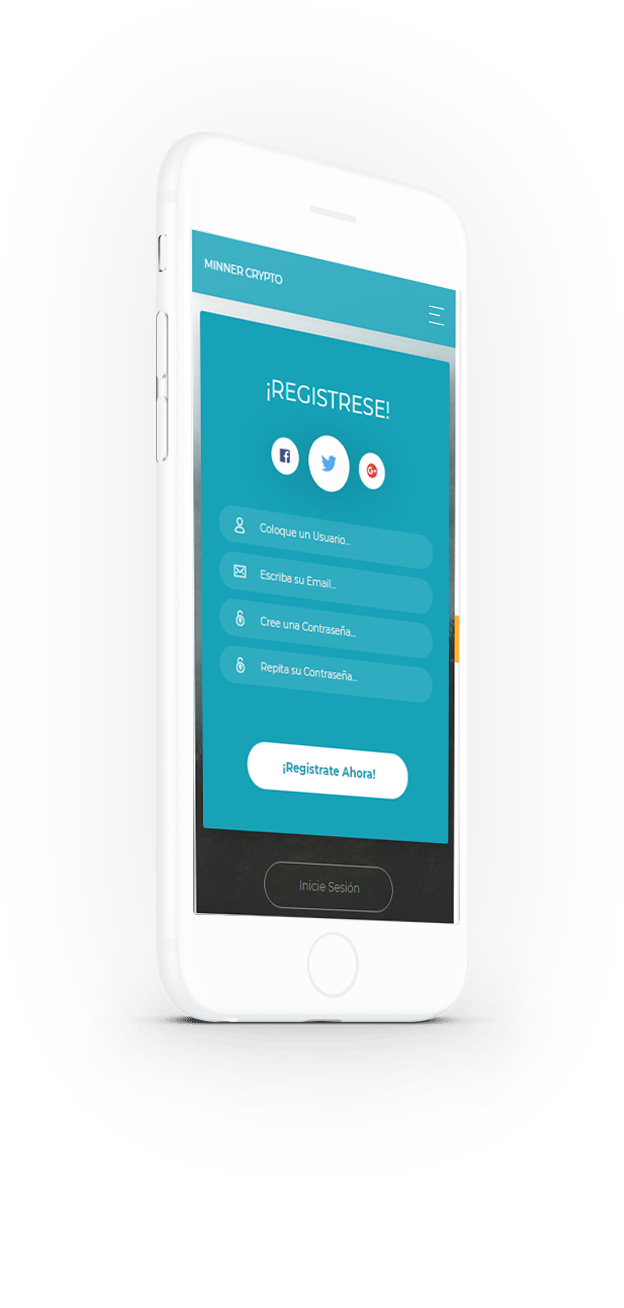 MINNER CRYPTO
¡REGISTRESE!
Coloque un Usuario...
Escriba su Email...
Cree una Contraseña...
Repita su Contraseña...
¡Registrate Ahora!
Inicie Sesión